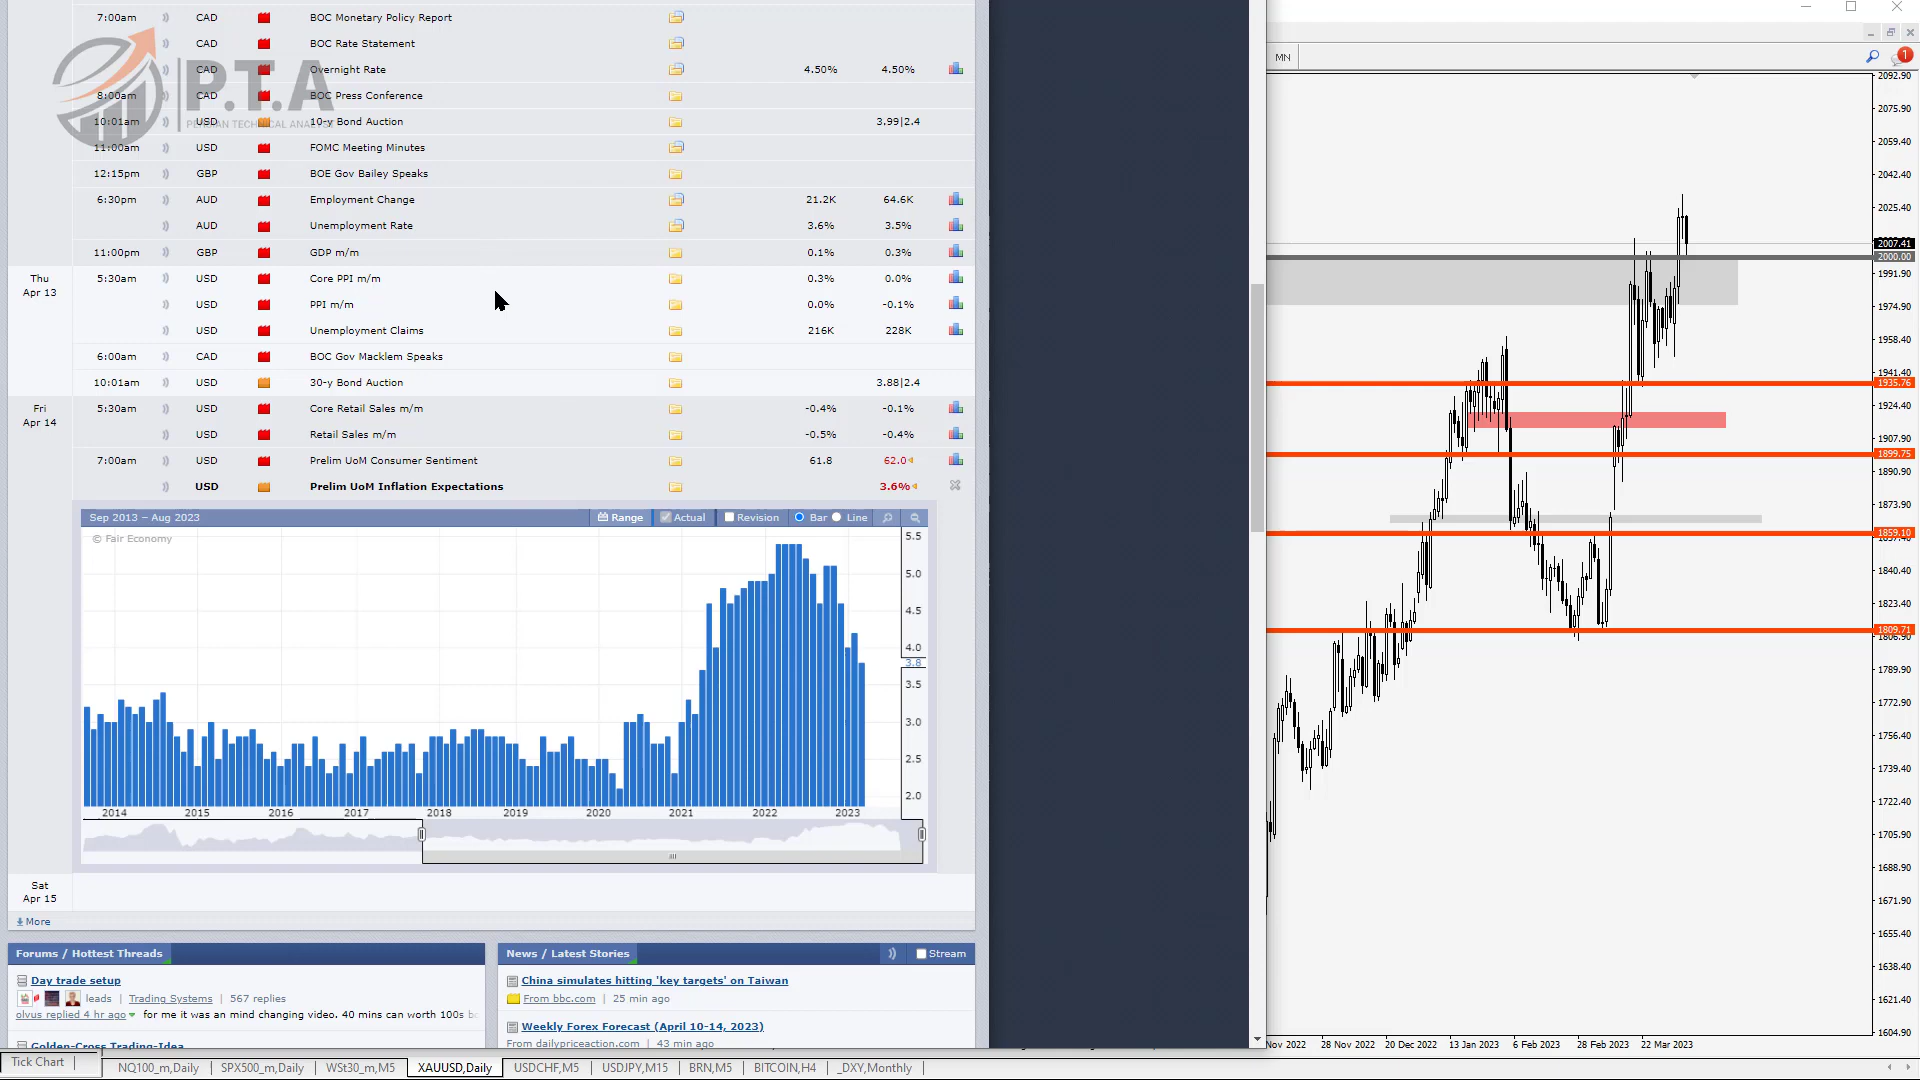 7:00am CAD BOC Monetary Policy Report
CAD BOC Rate Statement
CAD Overnight Rate 4.50% 4.50%
8:00am CAD BOC Press Conference
10:01am USD 10-y Bond Auction 3.99|2.4
11:00am USD FOMC Meeting Minutes
12:15pm GBP BOE Gov Bailey Speaks
6:30pm AUD Employment Change 21.2K 64.6K
AUD Unemployment Rate 3.6% 3.5%
11:00pm GBP GDP m/m 0.1% 0.3%
Thu Apr 13 5:30am USD Core PPI m/m 0.3% 0.0%
USD PPI m/m 0.0% -0.1%
USD Unemployment Claims 216K 228K
6:00am CAD BOC Gov Macklem Speaks
10:01am USD 30-y Bond Auction 3.88|2.4
Fri Apr 14 5:30am USD Core Retail Sales m/m -0.4% -0.1%
USD Retail Sales m/m -0.5% -0.4%
7:00am USD Prelim UoM Consumer Sentiment 61.8 62.0
USD Prelim UoM Inflation Expectations 3.6%
P.T.A
Sep 2013 – Aug 2023 Range Actual Revision Bar Line
© Fair Economy
5.5
5.0
4.5
4.0
3.8
3.5
3.0
2.5
2.0
2014 2015 2016 2017 2018 2019 2020 2021 2022 2023
Sat
Apr 15
More
Forums / Hottest Threads
Day trade setup
leads | Trading Systems | 567 replies
olvus replied 4 hr ago for me it was an mind changing video. 40 mins can worth 100s
Golden-Cross Trading-Idea
News / Latest Stories Stream
China simulates hitting 'key targets' on Taiwan
From bbc.com | 25 min ago
Weekly Forex Forecast (April 10-14, 2023)
From dailypriceaction.com | 43 min ago
MN
1
2092.90
2075.90
2059.40
2042.40
2025.40
2007.41
2000.00
1991.90
1974.90
1958.40
1941.40
1935.76
1924.40
1907.90
1899.75
1890.90
1873.90
1859.10
1840.40
1823.40
1809.71
1789.90
1772.90
1756.40
1739.40
1722.40
1705.90
1688.90
1671.90
1655.40
1638.40
1621.40
1604.90
Nov 2022 28 Nov 2022 20 Dec 2022 13 Jan 2023 6 Feb 2023 28 Feb 2023 22 Mar 2023
Tick Chart
NQ100_m,Daily SPX500_m,Daily WSt30_m,M5 XAUUSD,Daily USDCHF,M5 USDJPY,M15 BRN,M5 BITCOIN,H4 _DXY,Monthly